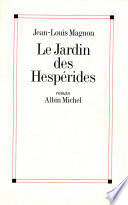 Jean-Louis Magnon
Le Jardin
des Hespérides
roman
Albin Michel